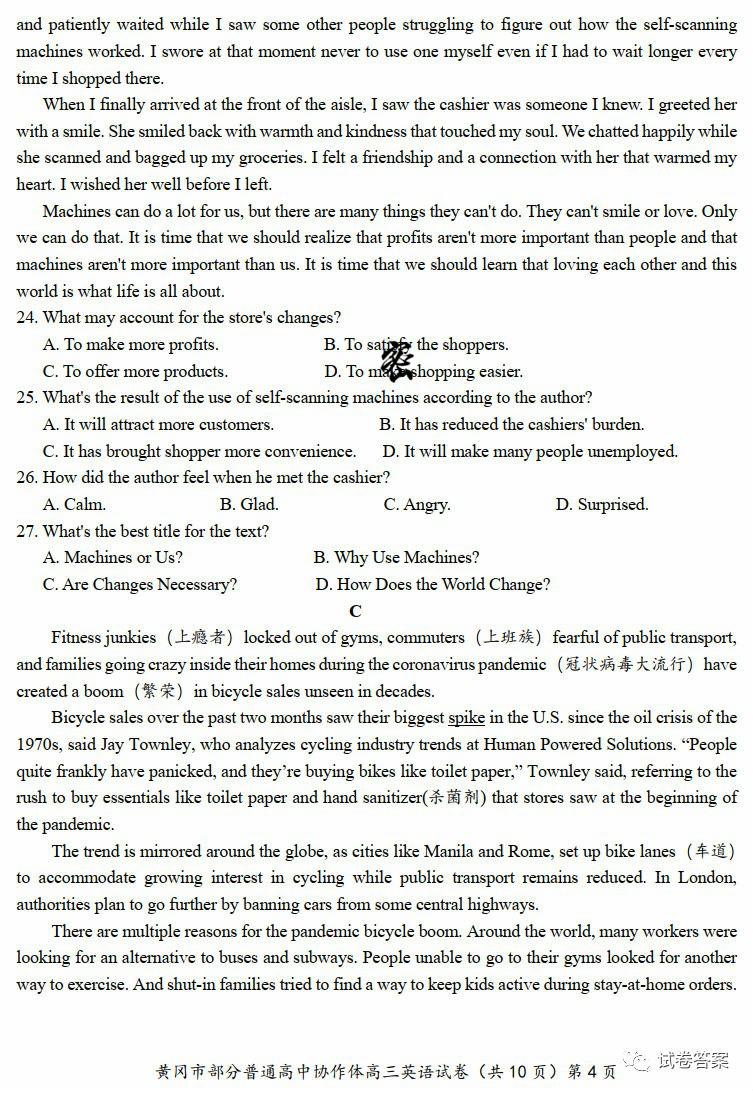 and patiently waited while I saw some other people struggling to figure out how the self-scanning
machines worked. I swore at that moment never to use one myself even if I had to wait longer every
time I shopped there.
When I finally arrived at the front of the aisle, I saw the cashier was someone I knew. I greeted her
with a smile. She smiled back with warmth and kindness that touched my soul. We chatted happily while
she scanned and bagged up my groceries. I felt a friendship and a connection with her that warmed my
heart. I wished her well before I left.
Machines can do a lot for us, but there are many things they can't do. They can't smile or love. Only
we can do that. It is time that we should realize that profits aren't more important than people and that
machines aren't more important than us. It is time that we should learn that loving each other and this
world is what life is all about.
24. What may account for the store's changes?
A. To make more profits. B. To satisfy the shoppers.
C. To offer more products. D. To make shopping easier.
25. What's the result of the use of self-scanning machines according to the author?
A. It will attract more customers. B. It has reduced the cashiers' burden.
C. It has brought shopper more convenience. D. It will make many people unemployed.
26. How did the author feel when he met the cashier?
A. Calm. B. Glad. C. Angry. D. Surprised.
27. What's the best title for the text?
A. Machines or Us? B. Why Use Machines?
C. Are Changes Necessary? D. How Does the World Change?
C
Fitness junkies（上瘾者）locked out of gyms, commuters（上班族）fearful of public transport,
and families going crazy inside their homes during the coronavirus pandemic（冠状病毒大流行）have
created a boom（繁荣）in bicycle sales unseen in decades.
Bicycle sales over the past two months saw their biggest spike in the U.S. since the oil crisis of the
1970s, said Jay Townley, who analyzes cycling industry trends at Human Powered Solutions. “People
quite frankly have panicked, and they’re buying bikes like toilet paper,” Townley said, referring to the
rush to buy essentials like toilet paper and hand sanitizer(杀菌剂) that stores saw at the beginning of
the pandemic.
The trend is mirrored around the globe, as cities like Manila and Rome, set up bike lanes（车道）
to accommodate growing interest in cycling while public transport remains reduced. In London,
authorities plan to go further by banning cars from some central highways.
There are multiple reasons for the pandemic bicycle boom. Around the world, many workers were
looking for an alternative to buses and subways. People unable to go to their gyms looked for another
way to exercise. And shut-in families tried to find a way to keep kids active during stay-at-home orders.
试卷答案
黄冈市部分普通高中协作体高三英语试卷（共 10 页）第 4 页